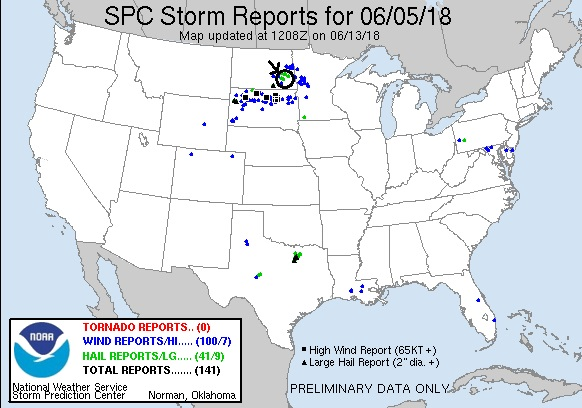 SPC Storm Reports for 06/05/18
Map updated at 1208Z on 06/13/18
NOAA
TORNADO REPORTS.. (0)
WIND REPORTS/HI..... (100/7)
HAIL REPORTS/LG..... (41/9)
TOTAL REPORTS....... (141)
National Weather Service
Storm Prediction Center Norman, Oklahoma
High Wind Report (65KT +)
Large Hail Report (2" dia. +)
PRELIMINARY DATA ONLY